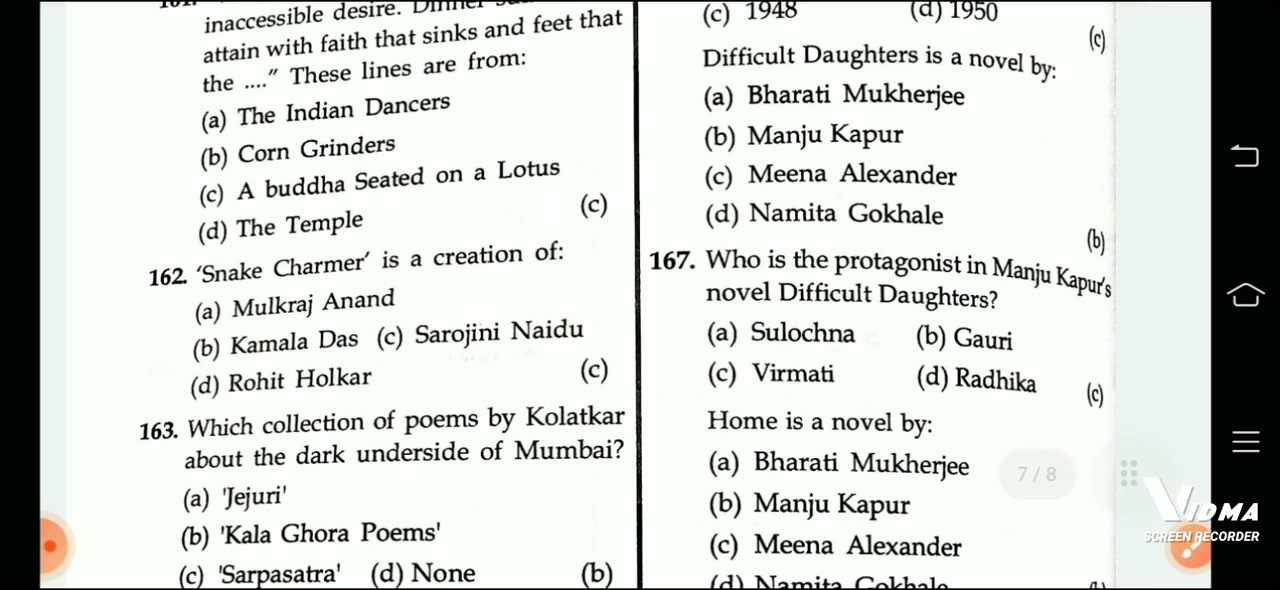 inaccessible desire.
attain with faith that sinks and feet that
the ...." These lines are from:
(a) The Indian Dancers
(b) Corn Grinders
(c) A buddha Seated on a Lotus
(d) The Temple (c)
162. 'Snake Charmer' is a creation of:
(a) Mulkraj Anand
(b) Kamala Das (c) Sarojini Naidu
(d) Rohit Holkar (c)
163. Which collection of poems by Kolatkar
about the dark underside of Mumbai?
(a) 'Jejuri'
(b) 'Kala Ghora Poems'
(c) 'Sarpasatra' (d) None (b)
(c) 1948 (d) 1950
(c)
Difficult Daughters is a novel by:
(a) Bharati Mukherjee
(b) Manju Kapur
(c) Meena Alexander
(d) Namita Gokhale
(b)
167. Who is the protagonist in Manju Kapur's
novel Difficult Daughters?
(a) Sulochna (b) Gauri
(c) Virmati (d) Radhika (c)
Home is a novel by:
(a) Bharati Mukherjee
(b) Manju Kapur
(c) Meena Alexander
(d) Namita Gokhale
7 / 8
VIDMA
SCREEN RECORDER